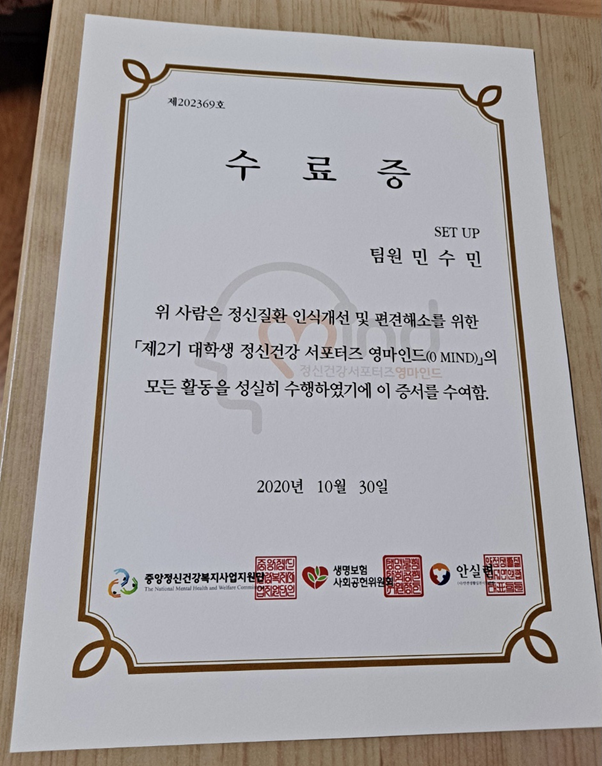 제202369호
수 료 증
SET UP
팀원 민 수 민
위 사람은 정신질환 인식개선 및 편견해소를 위한
「제2기 대학생 정신건강 서포터즈 영마인드(0 MIND)」의
mind
정신건강서포터즈영마인드
모든 활동을 성실히 수행하였기에 이 증서를 수여함.
2020년 10월 30일
중앙정신건강복지사업지원단
The National Mental Health and Welfare
생명보험
사회공헌위원회
안실련